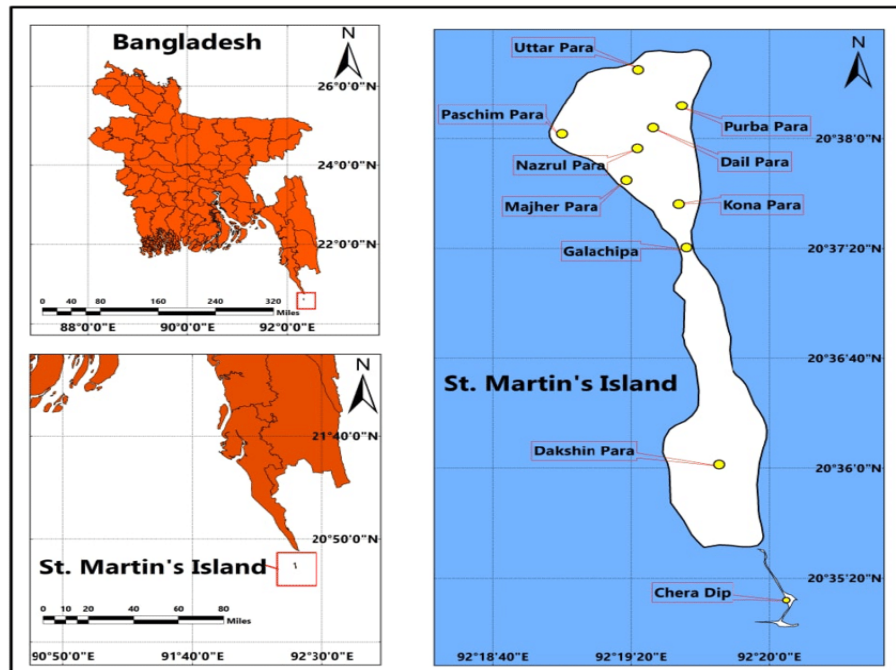 Bangladesh
N
26°0'0"N
24°0'0"N
22°0'0"N
0 40 80 160 240 320
Miles
88°0'0"E 90°0'0"E 92°0'0"E
N
21°40'0"N
20°50'0"N
St. Martin's Island
0 10 20 40 60 80
Miles
90°50'0"E 91°40'0"E 92°30'0"E
N
Uttar Para
Paschim Para
Purba Para
20°38'0"N
Nazrul Para
Dail Para
Majher Para
Kona Para
Galachipa
20°37'20"N
20°36'40"N
St. Martin's Island
Dakshin Para
20°36'0"N
20°35'20"N
Chera Dip
92°18'40"E 92°19'20"E 92°20'0"E